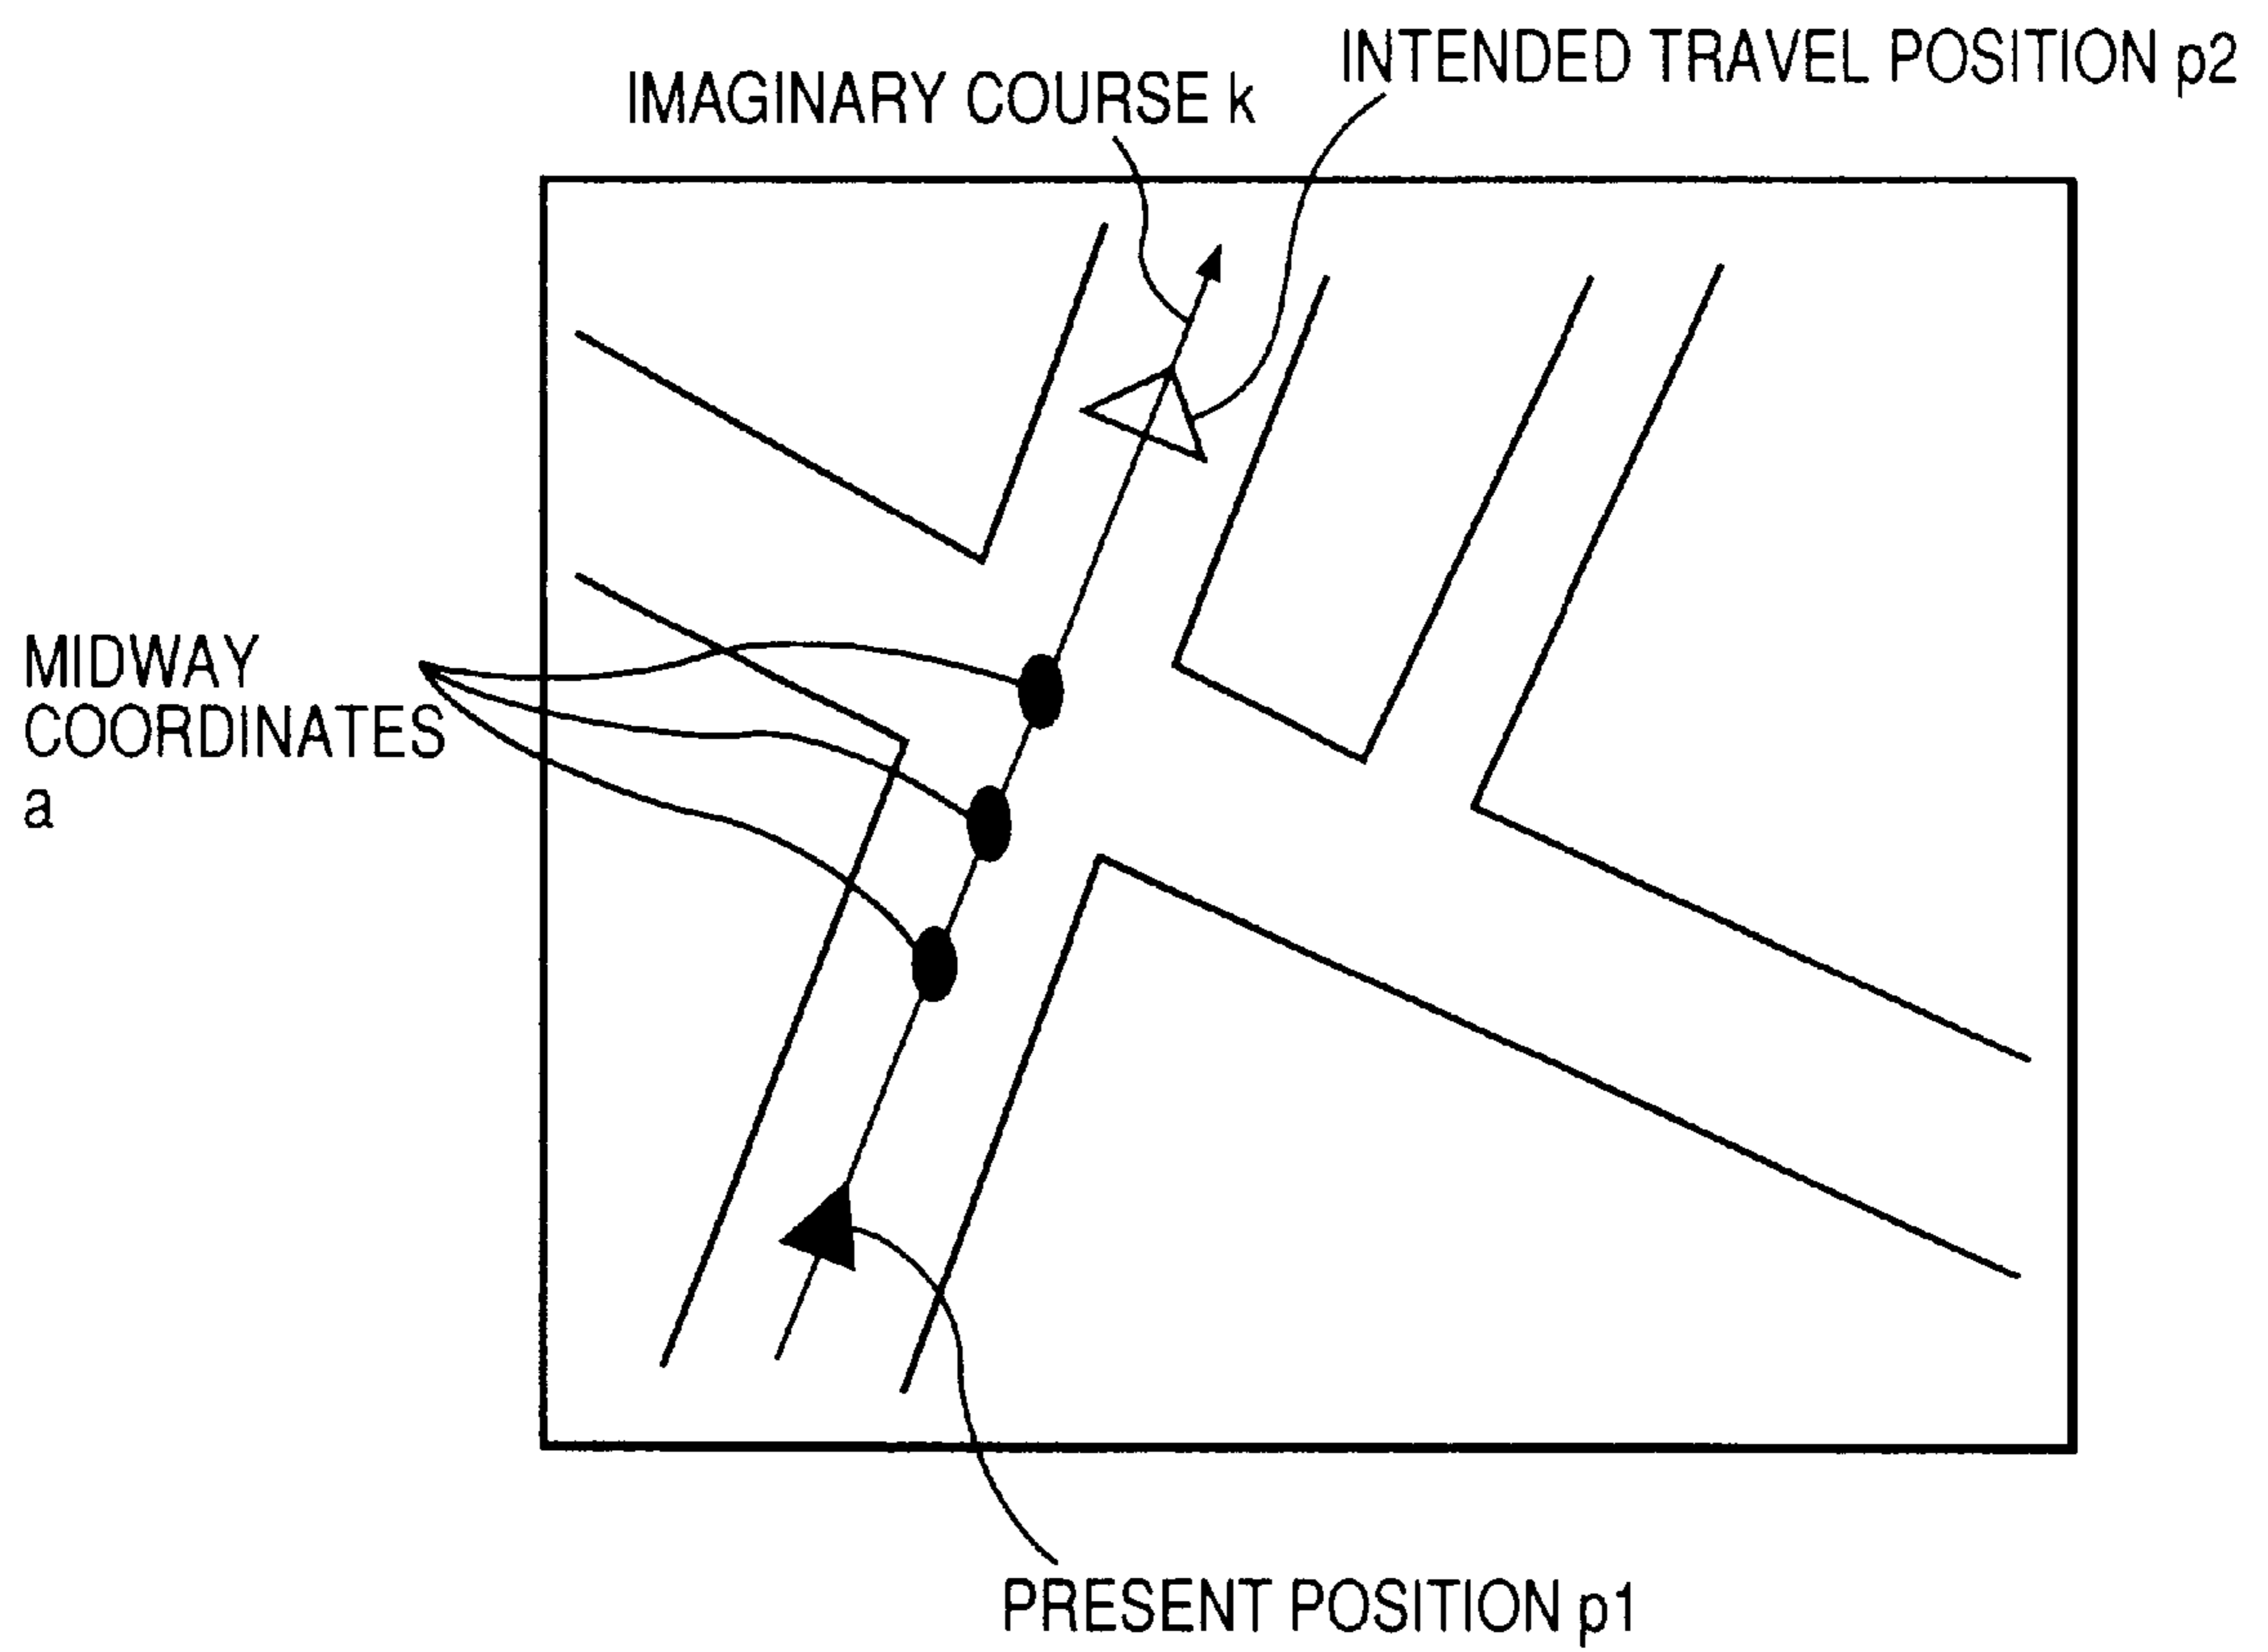 INTENDED TRAVEL POSITION p2
IMAGINARY COURSE k
MIDWAY
COORDINATES
a
PRESENT POSITION p1